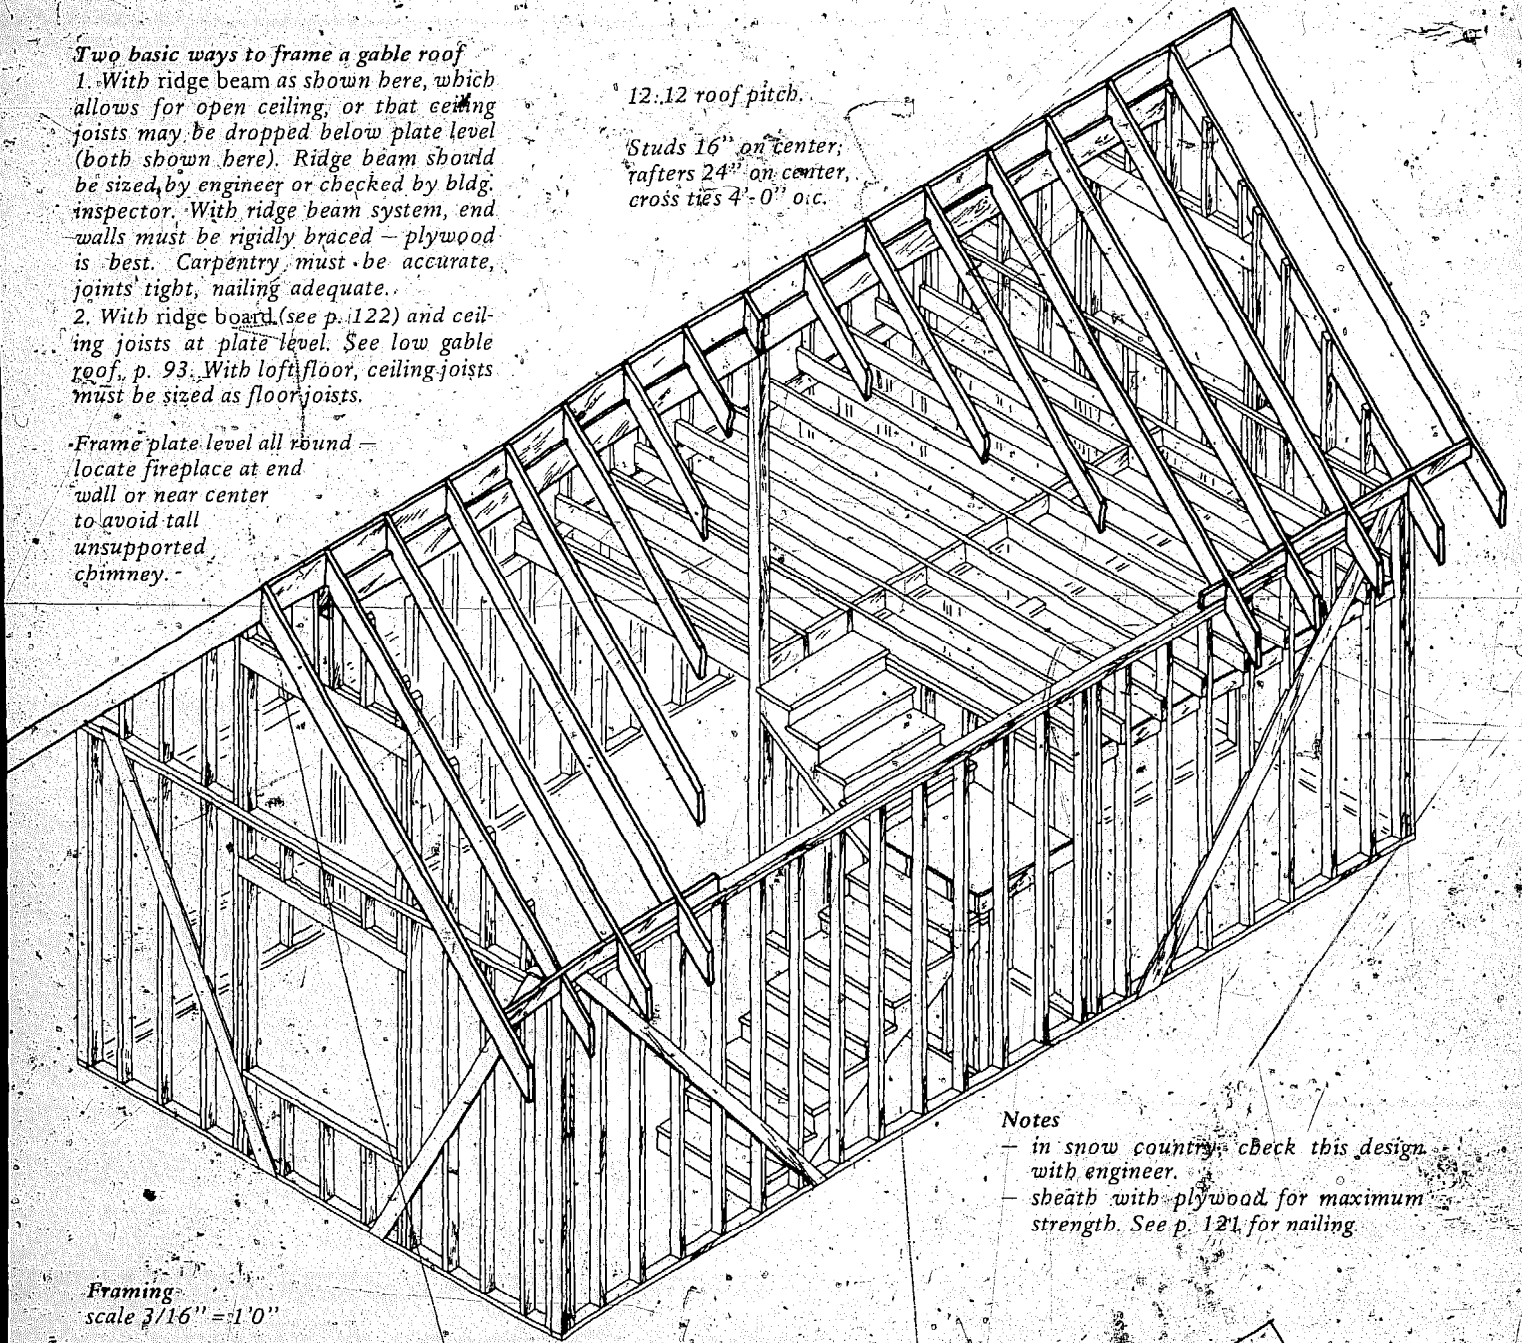 Two basic ways to frame a gable roof
1. With ridge beam as shown here, which
allows for open ceiling, or that ceiling
joists may be dropped below plate level
(both shown here). Ridge beam should
be sized by engineer or checked by bldg.
inspector. With ridge beam system, end
walls must be rigidly braced — plywood
is best. Carpentry must be accurate,
joints tight, nailing adequate.
2. With ridge board (see p. 122) and ceil-
ing joists at plate level. See low gable
roof, p. 93. With loft floor, ceiling joists
must be sized as floor joists.
Frame plate level all round —
locate fireplace at end
wall or near center
to avoid tall
unsupported
chimney.
12:12 roof pitch.
Studs 16" on center,
rafters 24" on center,
cross ties 4'-0" o.c.
Notes
— in snow country, check this design
with engineer.
— sheath with plywood for maximum
strength. See p. 121 for nailing
Framing
scale 3/16" = 1'0"